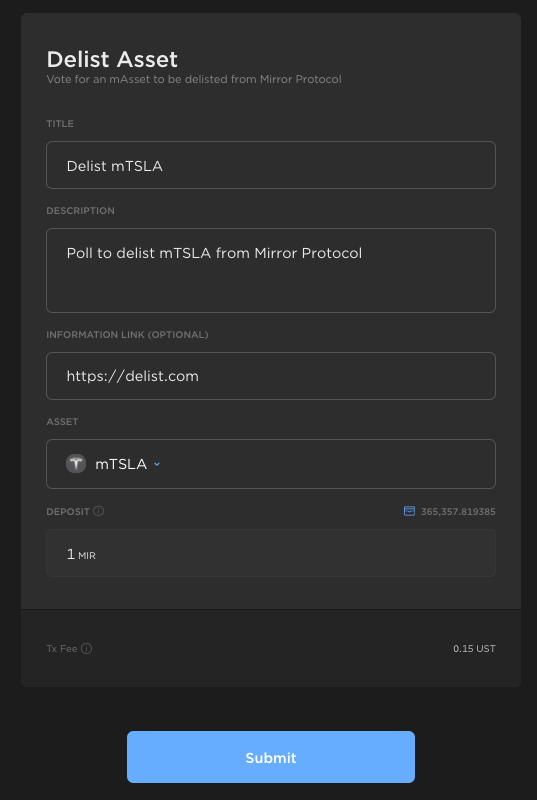 Delist Asset
Vote for an mAsset to be delisted from Mirror Protocol
TITLE
Delist mTSLA
DESCRIPTION
Poll to delist mTSLA from Mirror Protocol
INFORMATION LINK (OPTIONAL)
https://delist.com
ASSET
mTSLA
DEPOSIT 365,357.819385
1 MIR
Tx Fee 0.15 UST
Submit